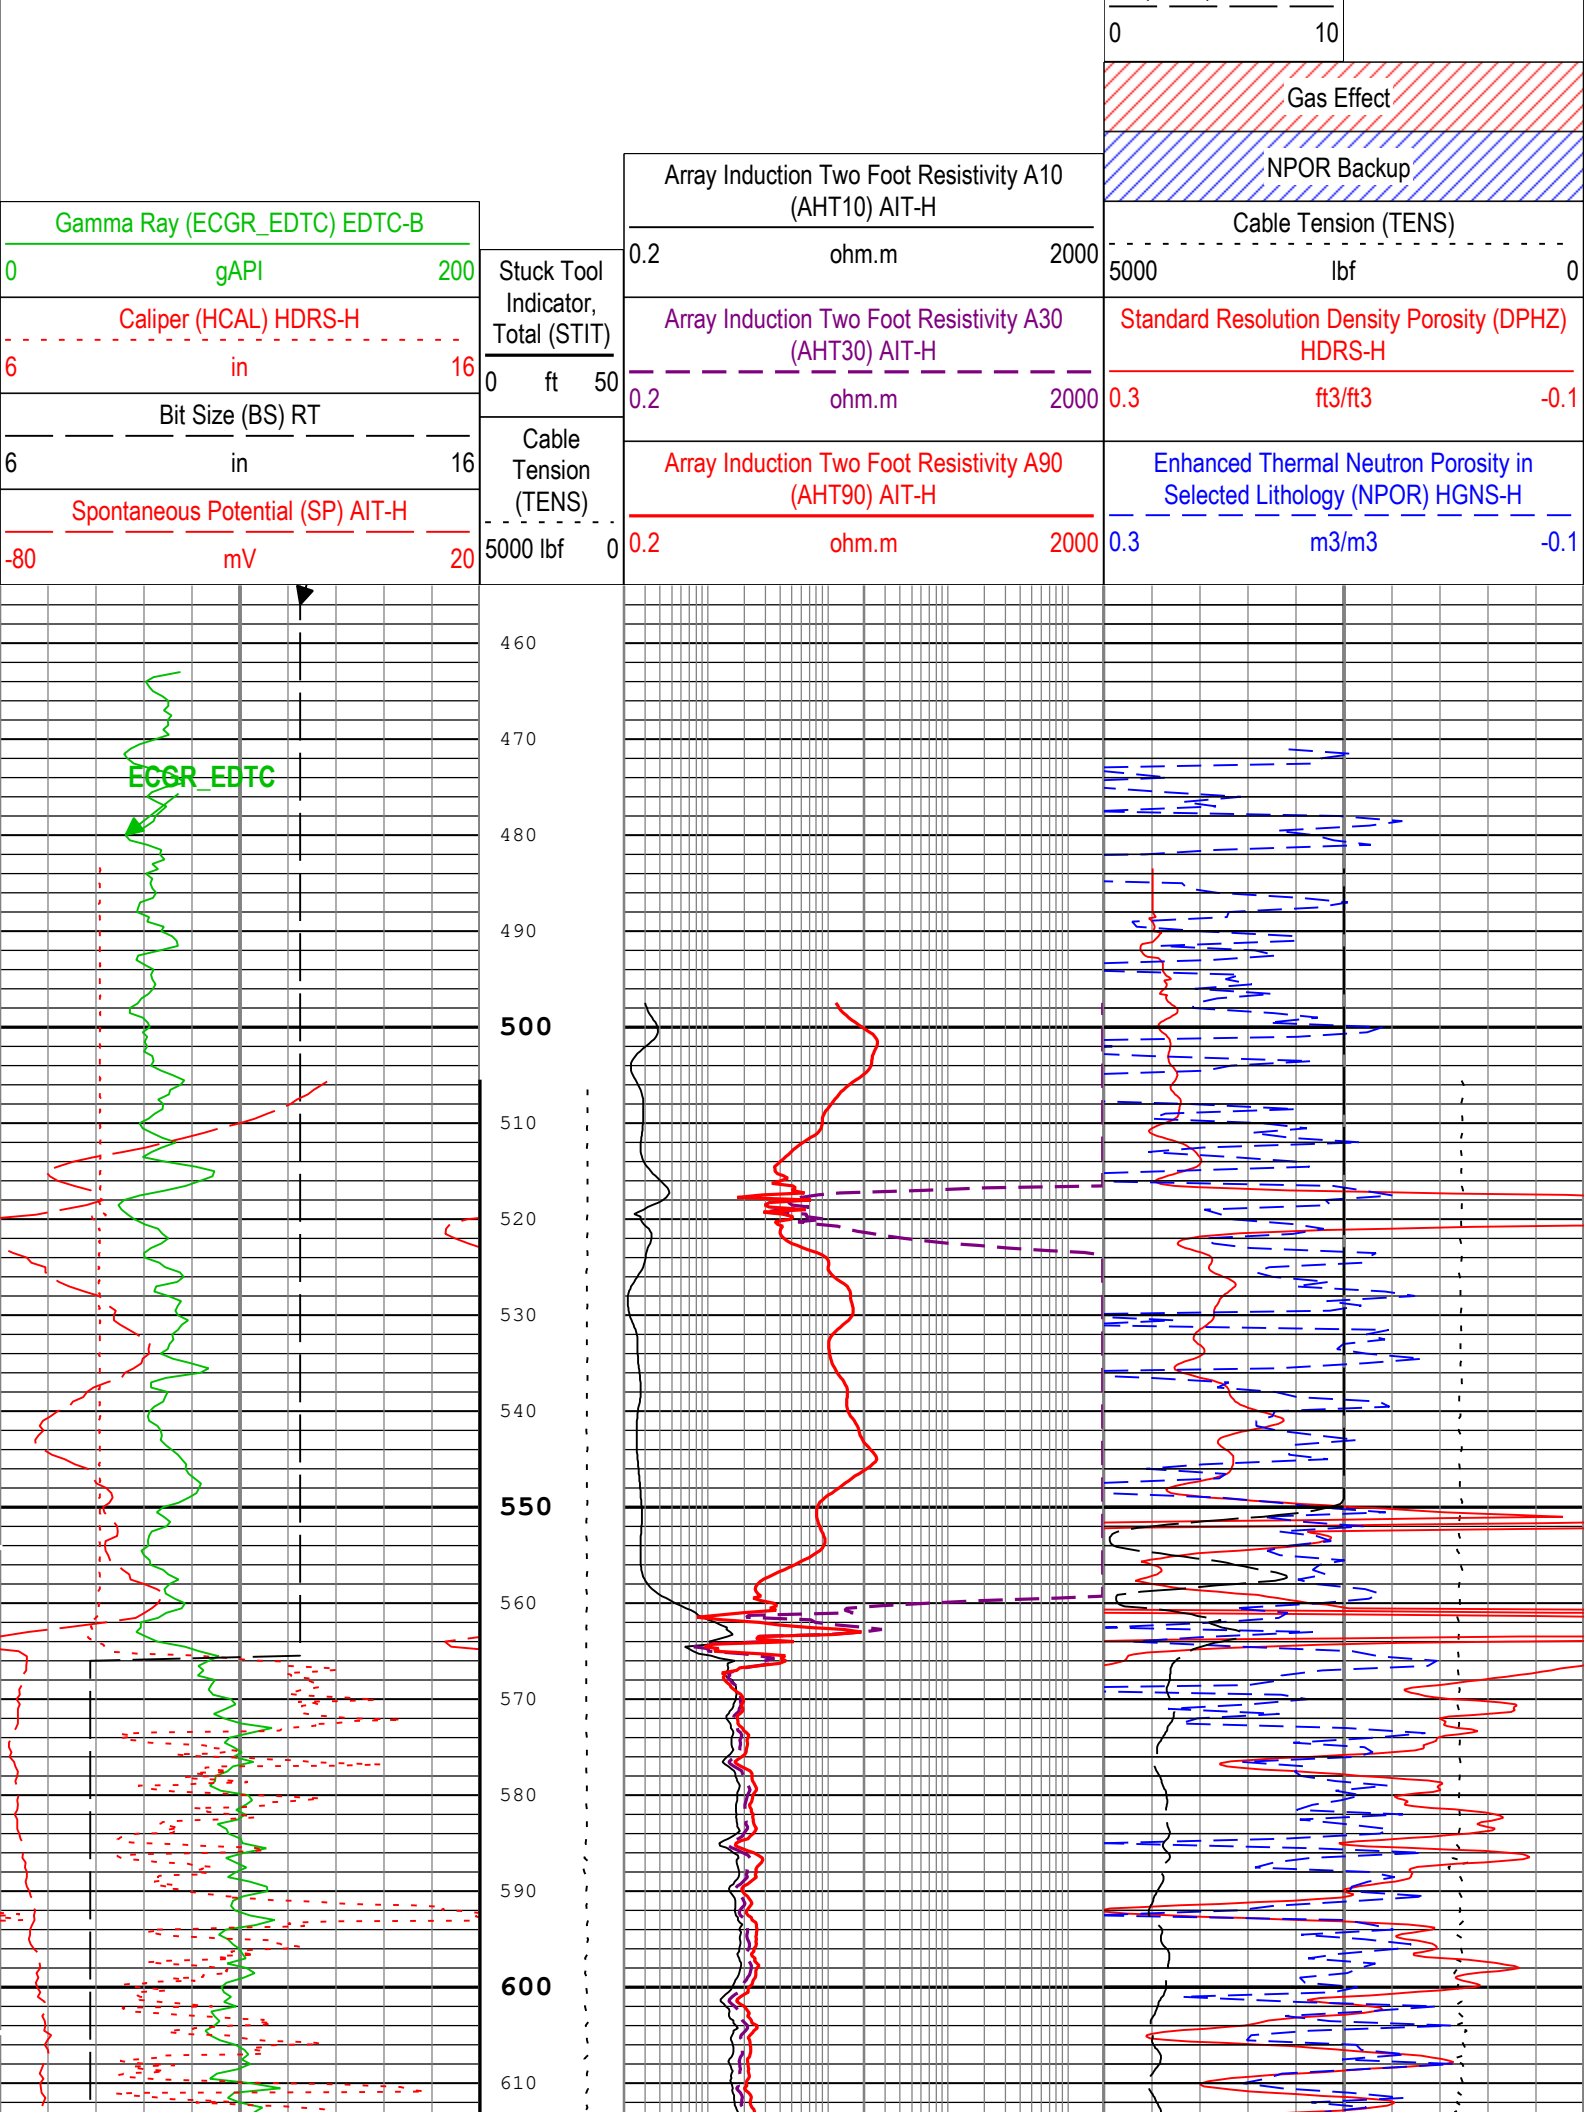 0 10
Gas Effect
NPOR Backup
Cable Tension (TENS)
5000 lbf 0
Standard Resolution Density Porosity (DPHZ)
HDRS-H
0.3 ft3/ft3 -0.1
Enhanced Thermal Neutron Porosity in
Selected Lithology (NPOR) HGNS-H
0.3 m3/m3 -0.1
Array Induction Two Foot Resistivity A10
(AHT10) AIT-H
0.2 ohm.m 2000
Array Induction Two Foot Resistivity A30
(AHT30) AIT-H
0.2 ohm.m 2000
Array Induction Two Foot Resistivity A90
(AHT90) AIT-H
0.2 ohm.m 2000
Stuck Tool
Indicator,
Total (STIT)
0 ft 50
Cable
Tension
(TENS)
5000 lbf 0
Gamma Ray (ECGR_EDTC) EDTC-B
0 gAPI 200
Caliper (HCAL) HDRS-H
6 in 16
Bit Size (BS) RT
6 in 16
Spontaneous Potential (SP) AIT-H
-80 mV 20
460
470
ECGR_EDTC
480
490
500
510
520
530
540
550
560
570
580
590
600
610